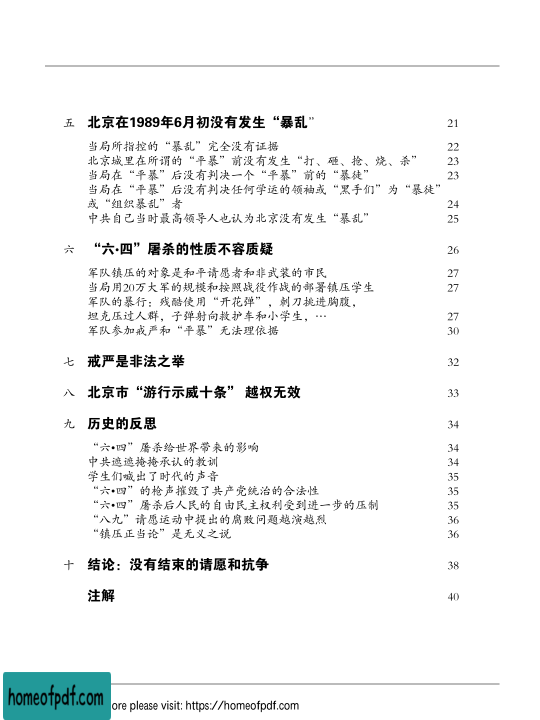 五 北京在1989年6月初没有发生“暴乱” 21
当局所指控的“暴乱”完全没有证据 22
北京城里在所谓的“平暴”前没有发生“打、砸、抢、烧、杀” 23
当局在“平暴”后没有判决一个“平暴”前的“暴徒” 23
当局在“平暴”后没有判决任何学运的领袖或“黑手们”为“暴徒”
或“组织暴乱”者 24
中共自己当时最高领导人也认为北京没有发生“暴乱” 25
六 “六·四”屠杀的性质不容质疑 26
军队镇压的对象是和平请愿者和非武装的市民 27
当局用20万大军的规模和按照战役作战的部署镇压学生 27
军队的暴行：残酷使用“开花弹”，刺刀挑进胸腹，
坦克压过人群，子弹射向救护车和小学生，… 27
军队参加戒严和“平暴”无法理依据 30
七 戒严是非法之举 32
八 北京市“游行示威十条” 越权无效 33
九 历史的反思 34
“六·四”屠杀给世界带来的影响 34
中共遮遮掩掩承认的教训 34
学生们喊出了时代的声音 35
“六·四”的枪声摧毁了共产党统治的合法性 35
“六·四”屠杀后人民的自由民主权利受到进一步的压制 35
“八九”请愿运动中提出的腐败问题越演越烈 36
“镇压正当论”是无义之说 36
十 结论：没有结束的请愿和抗争 38
注解 40
homeofpdf.com
ore please visit: https://homeofpdf.com